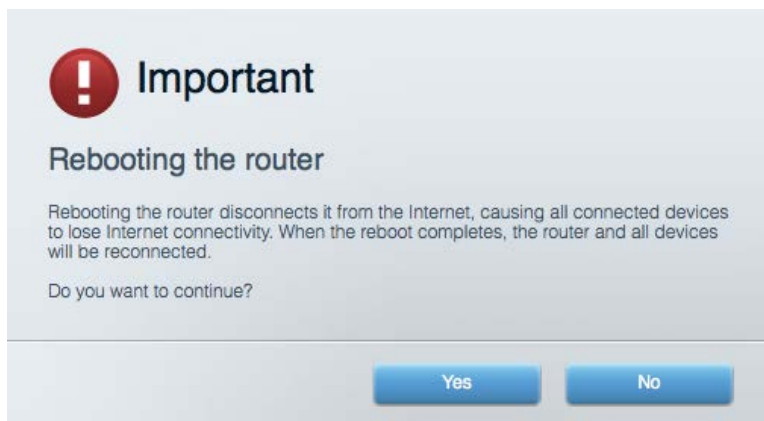 Important
Rebooting the router
Rebooting the router disconnects it from the Internet, causing all connected devices
to lose Internet connectivity. When the reboot completes, the router and all devices
will be reconnected.
Do you want to continue?
Yes No